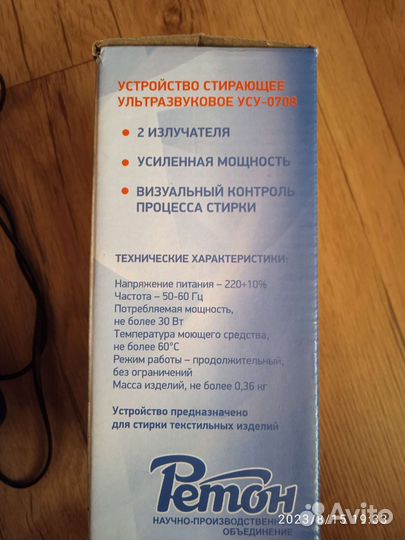 УСТРОЙСТВО СТИРАЮЩЕЕ
УЛЬТРАЗВУКОВОЕ УСУ-0708
• 2 ИЗЛУЧАТЕЛЯ
• УСИЛЕННАЯ МОЩНОСТЬ
• ВИЗУАЛЬНЫЙ КОНТРОЛЬ
ПРОЦЕССА СТИРКИ
ТЕХНИЧЕСКИЕ ХАРАКТЕРИСТИКИ:
Напряжение питания – 220+10%
Частота – 50-60 Гц
Потребляемая мощность,
не более 30 Вт
Температура моющего средства,
не более 60°С
Режим работы – продолжительный,
без ограничений
Масса изделий, не более 0,36 кг
Устройство предназначено
для стирки текстильных изделий
Ретон
НАУЧНО-ПРОИЗВОДСТВЕННОЕ
ОБЪЕДИНЕНИЕ
2023/8/15 19:33
Avito